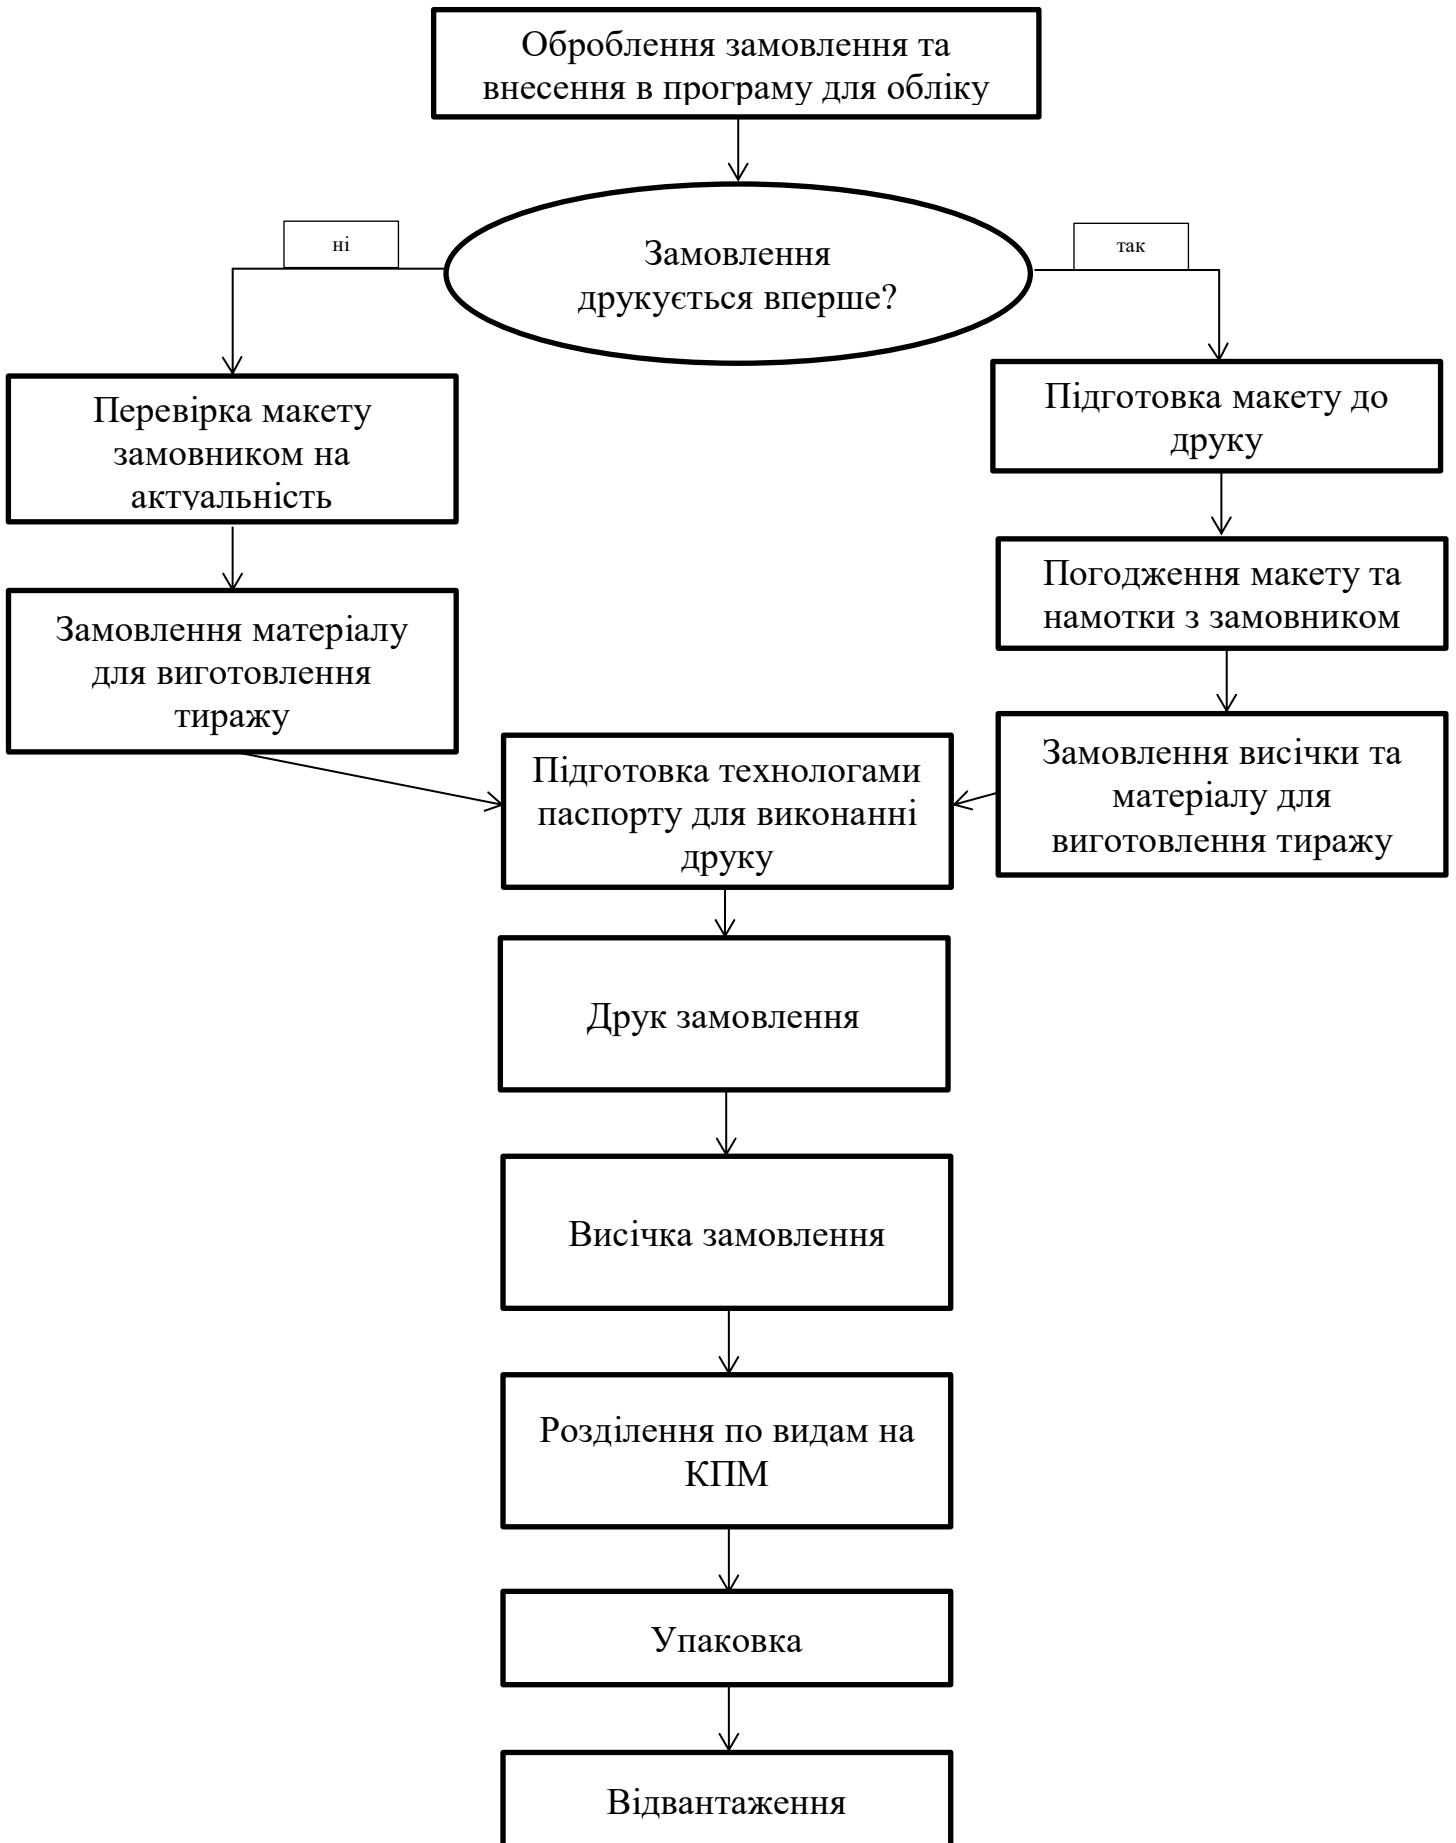 Оброблення замовлення та
внесення в програму для обліку
ні
Замовлення
друкується вперше?
так
Перевірка макету
замовником на
актуальність
Підготовка макету до
друку
Погодження макету та
намотки з замовником
Замовлення матеріалу
для виготовлення
тиражу
Замовлення висічки та
матеріалу для
виготовлення тиражу
Підготовка технологами
паспорту для виконанні
друку
Друк замовлення
Висічка замовлення
Розділення по видам на
КПМ
Упаковка
Відвантаження